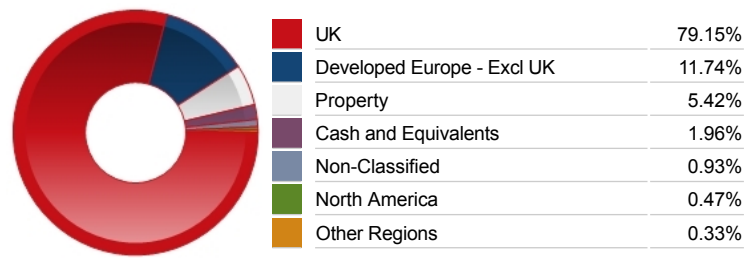 UK 79.15%
Developed Europe - Excl UK 11.74%
Property 5.42%
Cash and Equivalents 1.96%
Non-Classified 0.93%
North America 0.47%
Other Regions 0.33%